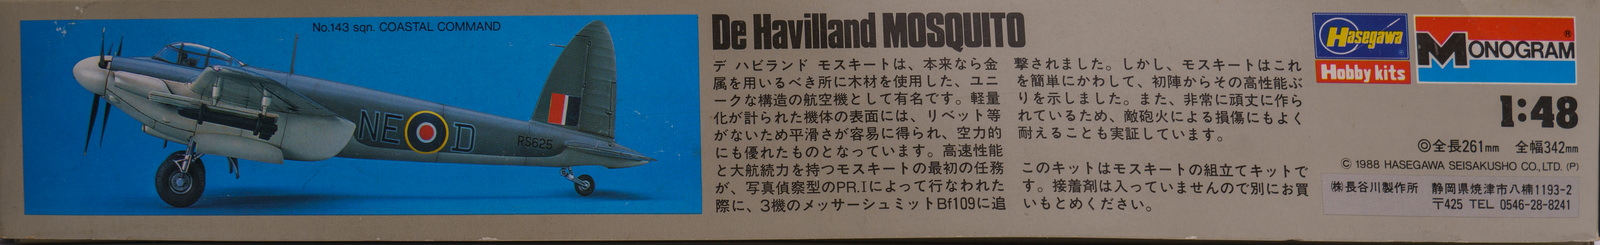 No.143 sqn. COASTAL COMMAND
NE D
RS625
De Havilland MOSQUITO
デ ハビランド モスキートは、本来なら金
属を用いるべき所に木材を使用した、ユニ
ークな構造の航空機として有名です。軽量
化が計られた機体の表面には、リベット等
がないため平滑さが容易に得られ、空力的
にも優れたものとなっています。高速性能
と大航続力を持つモスキートの最初の任務
が、写真偵察型のPR.Iによって行なわれた
際に、3機のメッサーシュミットBf109に追
撃されました。しかし、モスキートはこれ
を簡単にかわして、初陣からその高性能ぶ
りを示しました。また、非常に頑丈に作ら
れているため、敵砲火による損傷にもよく
耐えることも実証しています。
このキットはモスキートの組立てキットで
す。接着剤は入っていませんので別にお買
いもとめください。
Hasegawa
Hobby kits
MONOGRAM
1:48
◎全長261mm 全幅342mm
© 1988 HASEGAWA SEISAKUSHO CO., LTD. (P)
㈱長谷川製作所 静岡県焼津市八楠1193-2
〒425 TEL 0546-28-8241